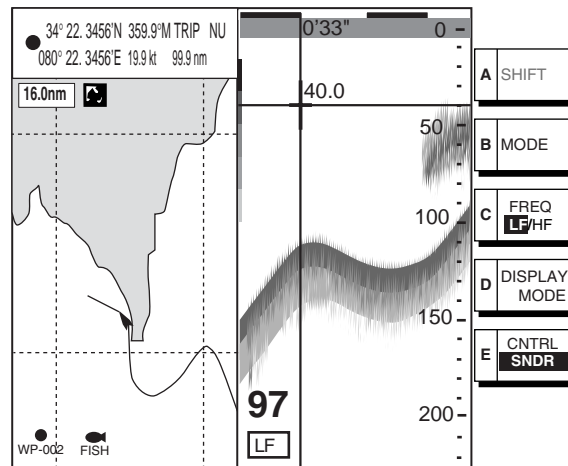 34° 22. 3456'N 359.9°M TRIP NU
080° 22. 3456'E 19.9 kt 99.9 nm
16.0nm
WP-002
FISH
0'33"
0
40.0
50
100
150
200
97
LF
A SHIFT
B MODE
C FREQ
LF/HF
D DISPLAY
MODE
E CNTRL
SNDR